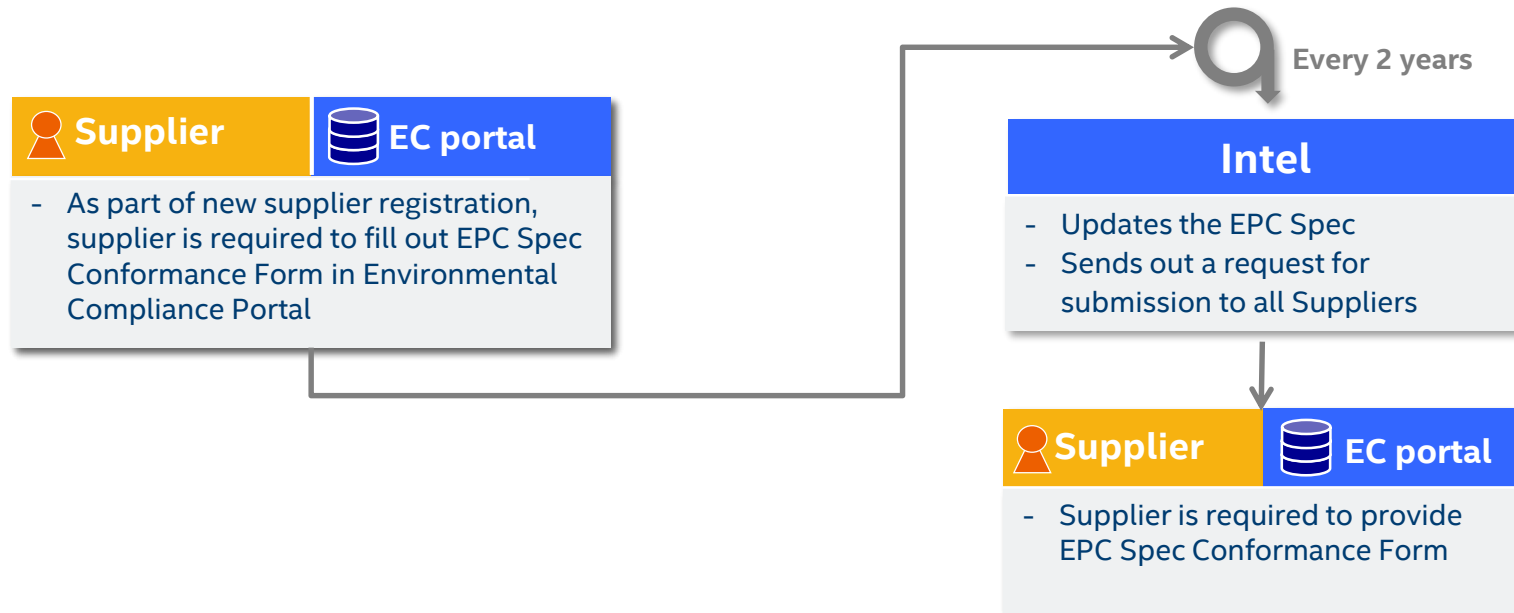 Supplier
EC portal
- As part of new supplier registration,
supplier is required to fill out EPC Spec
Conformance Form in Environmental
Compliance Portal
Every 2 years
Intel
- Updates the EPC Spec
- Sends out a request for
submission to all Suppliers
Supplier
EC portal
- Supplier is required to provide
EPC Spec Conformance Form